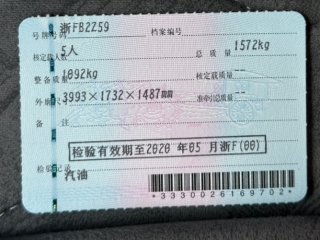 号牌号码 浙FB2Z59 档案编号
核定载人数 5人 总质量 1572kg
整备质量 1092kg 核定载质量 --
外廓尺寸 3993×1732×1487mm 准牵引总质量 --
备注
检验有效期至2020年05月浙F(00)
检验记录
汽油
*3330026169702*